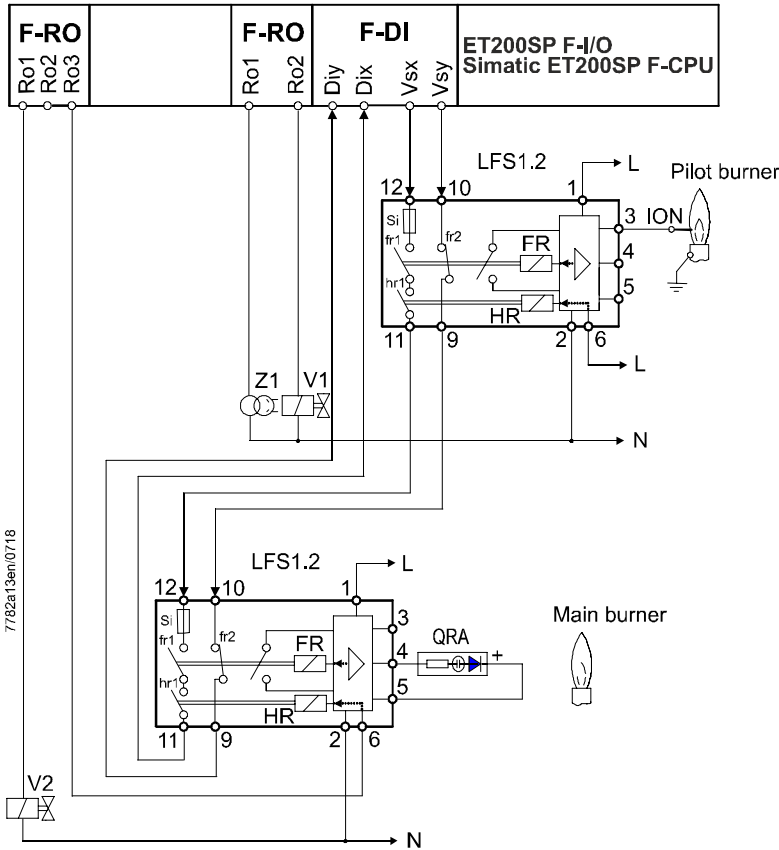 F-RO
F-RO
F-DI
ET200SP F-I/O
Simatic ET200SP F-CPU
Ro1
Ro2
Ro3
Ro1
Ro2
Diy
Dix
Vsx
Vsy
LFS1.2
L
Pilot burner
12
10
1
3
ION
Si
fr1
fr2
FR
4
hr1
5
HR
11
9
2
6
L
Z1
V1
N
7782a13en/0718
LFS1.2
L
12
10
1
3
Main burner
Si
fr1
fr2
FR
4
QRA
+
hr1
5
HR
11
9
2
6
V2
N